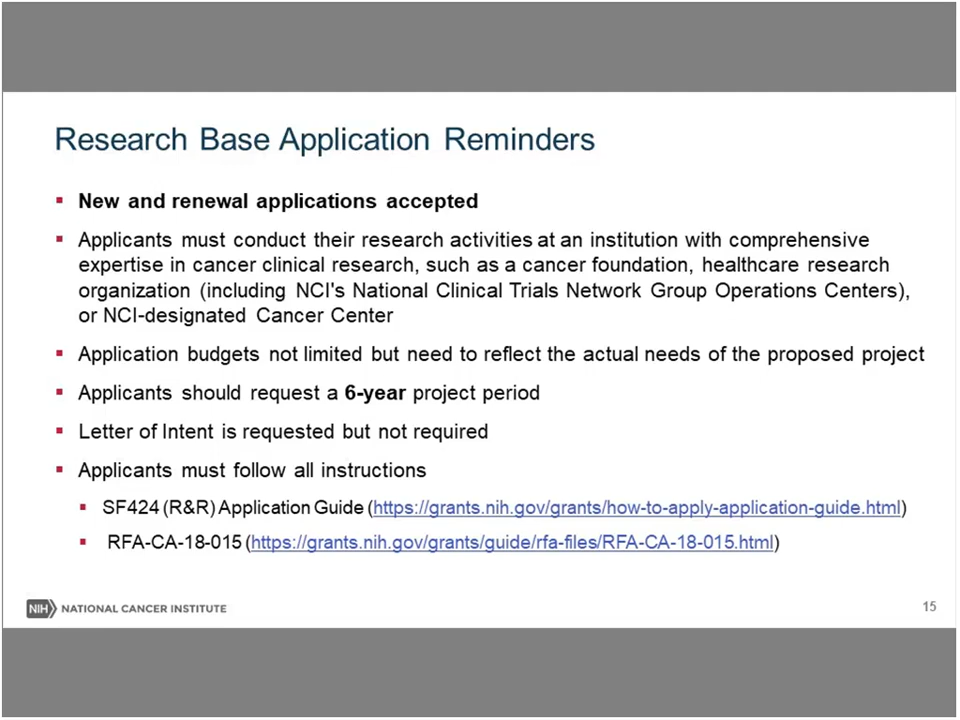 Research Base Application Reminders
New and renewal applications accepted
Applicants must conduct their research activities at an institution with comprehensive
expertise in cancer clinical research, such as a cancer foundation, healthcare research
organization (including NCI's National Clinical Trials Network Group Operations Centers),
or NCI-designated Cancer Center
Application budgets not limited but need to reflect the actual needs of the proposed project
Applicants should request a 6-year project period
Letter of Intent is requested but not required
Applicants must follow all instructions
SF424 (R&R) Application Guide (https://grants.nih.gov/grants/how-to-apply-application-guide.html)
RFA-CA-18-015 (https://grants.nih.gov/grants/guide/rfa-files/RFA-CA-18-015.html)
NIH NATIONAL CANCER INSTITUTE
15